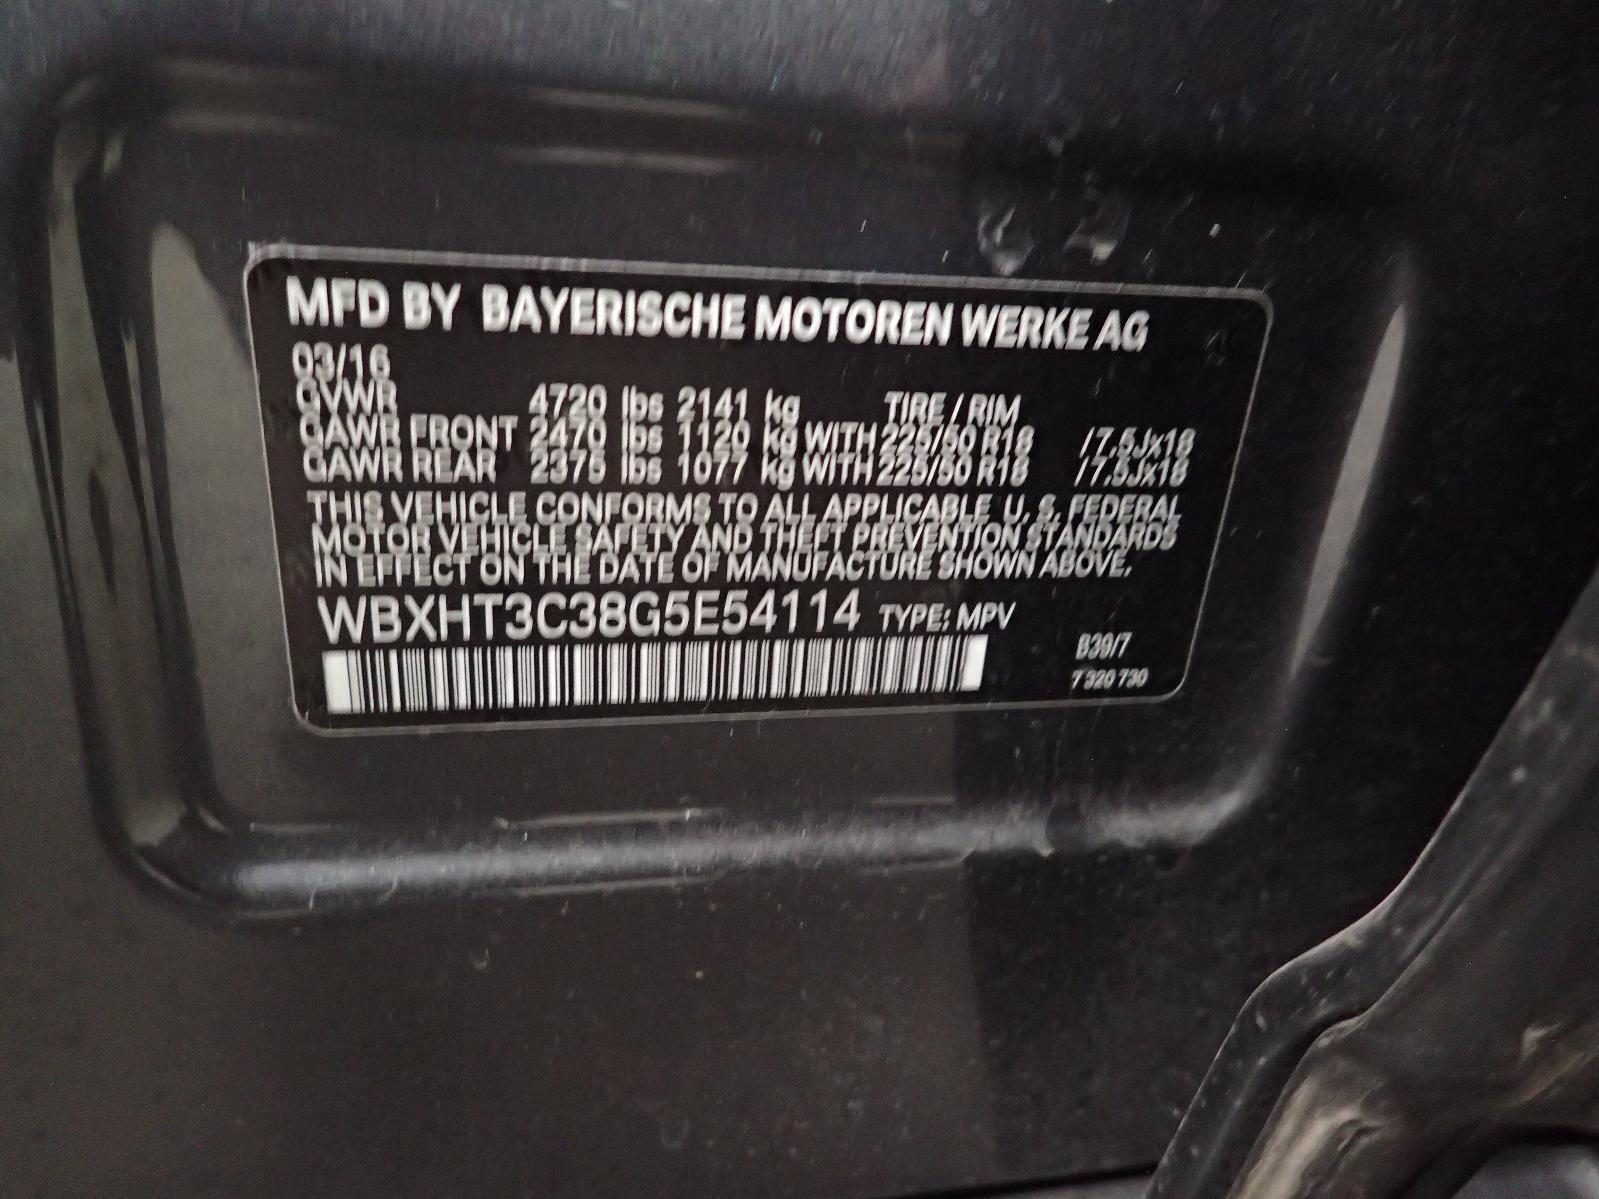 MFD BY BAYERISCHE MOTOREN WERKE AG
03/16
GVWR 4720 lbs 2141 kg TIRE / RIM
GAWR FRONT 2470 lbs 1120 kg WITH 225/50 R18 /7.5Jx18
GAWR REAR 2375 lbs 1077 kg WITH 225/50 R18 /7.5Jx18
THIS VEHICLE CONFORMS TO ALL APPLICABLE U. S. FEDERAL
MOTOR VEHICLE SAFETY AND THEFT PREVENTION STANDARDS
IN EFFECT ON THE DATE OF MANUFACTURE SHOWN ABOVE.
WBXHT3C38G5E54114 TYPE: MPV
B39/7
7 320 730